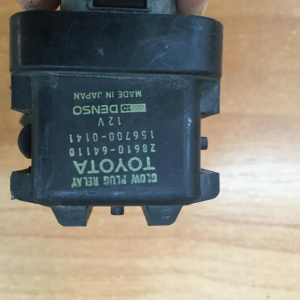 GLOW PLUG RELAY
TOYOTA
28610-64110
156700-0141
12V
DENSO
MADE IN JAPAN